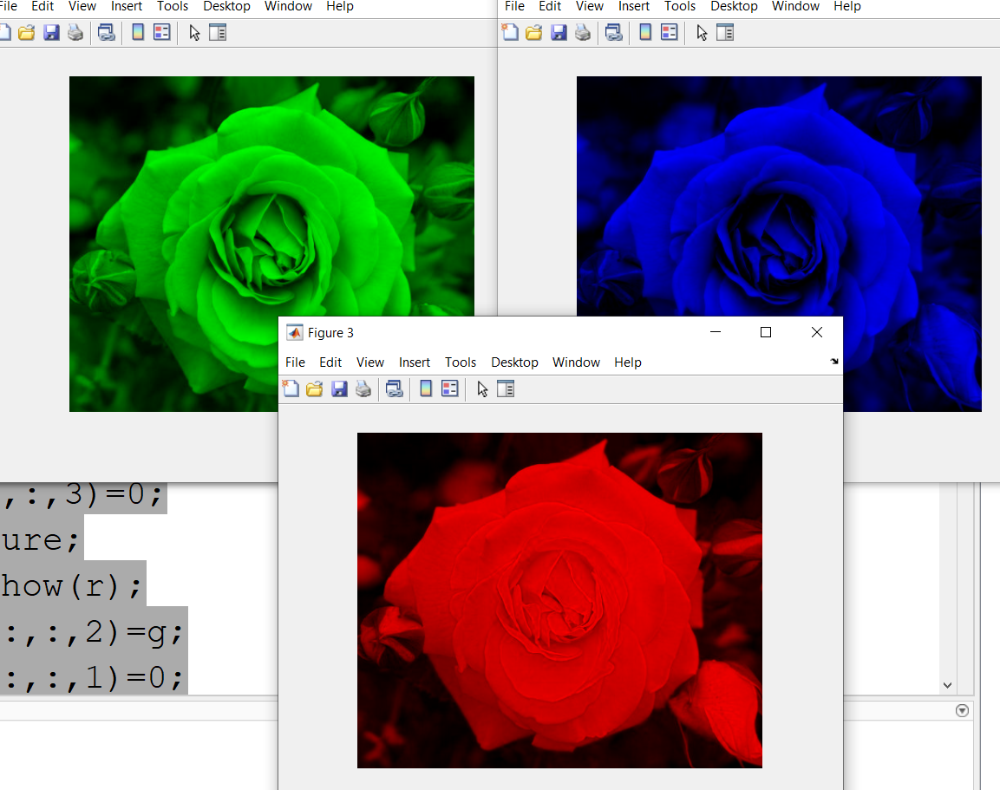 File Edit View Insert Tools Desktop Window Help
File Edit View Insert Tools Desktop Window Help
Figure 3
File Edit View Insert Tools Desktop Window Help
,:,3)=0;
ure;
how(r);
:,:,2)=g;
:,:,1)=0;